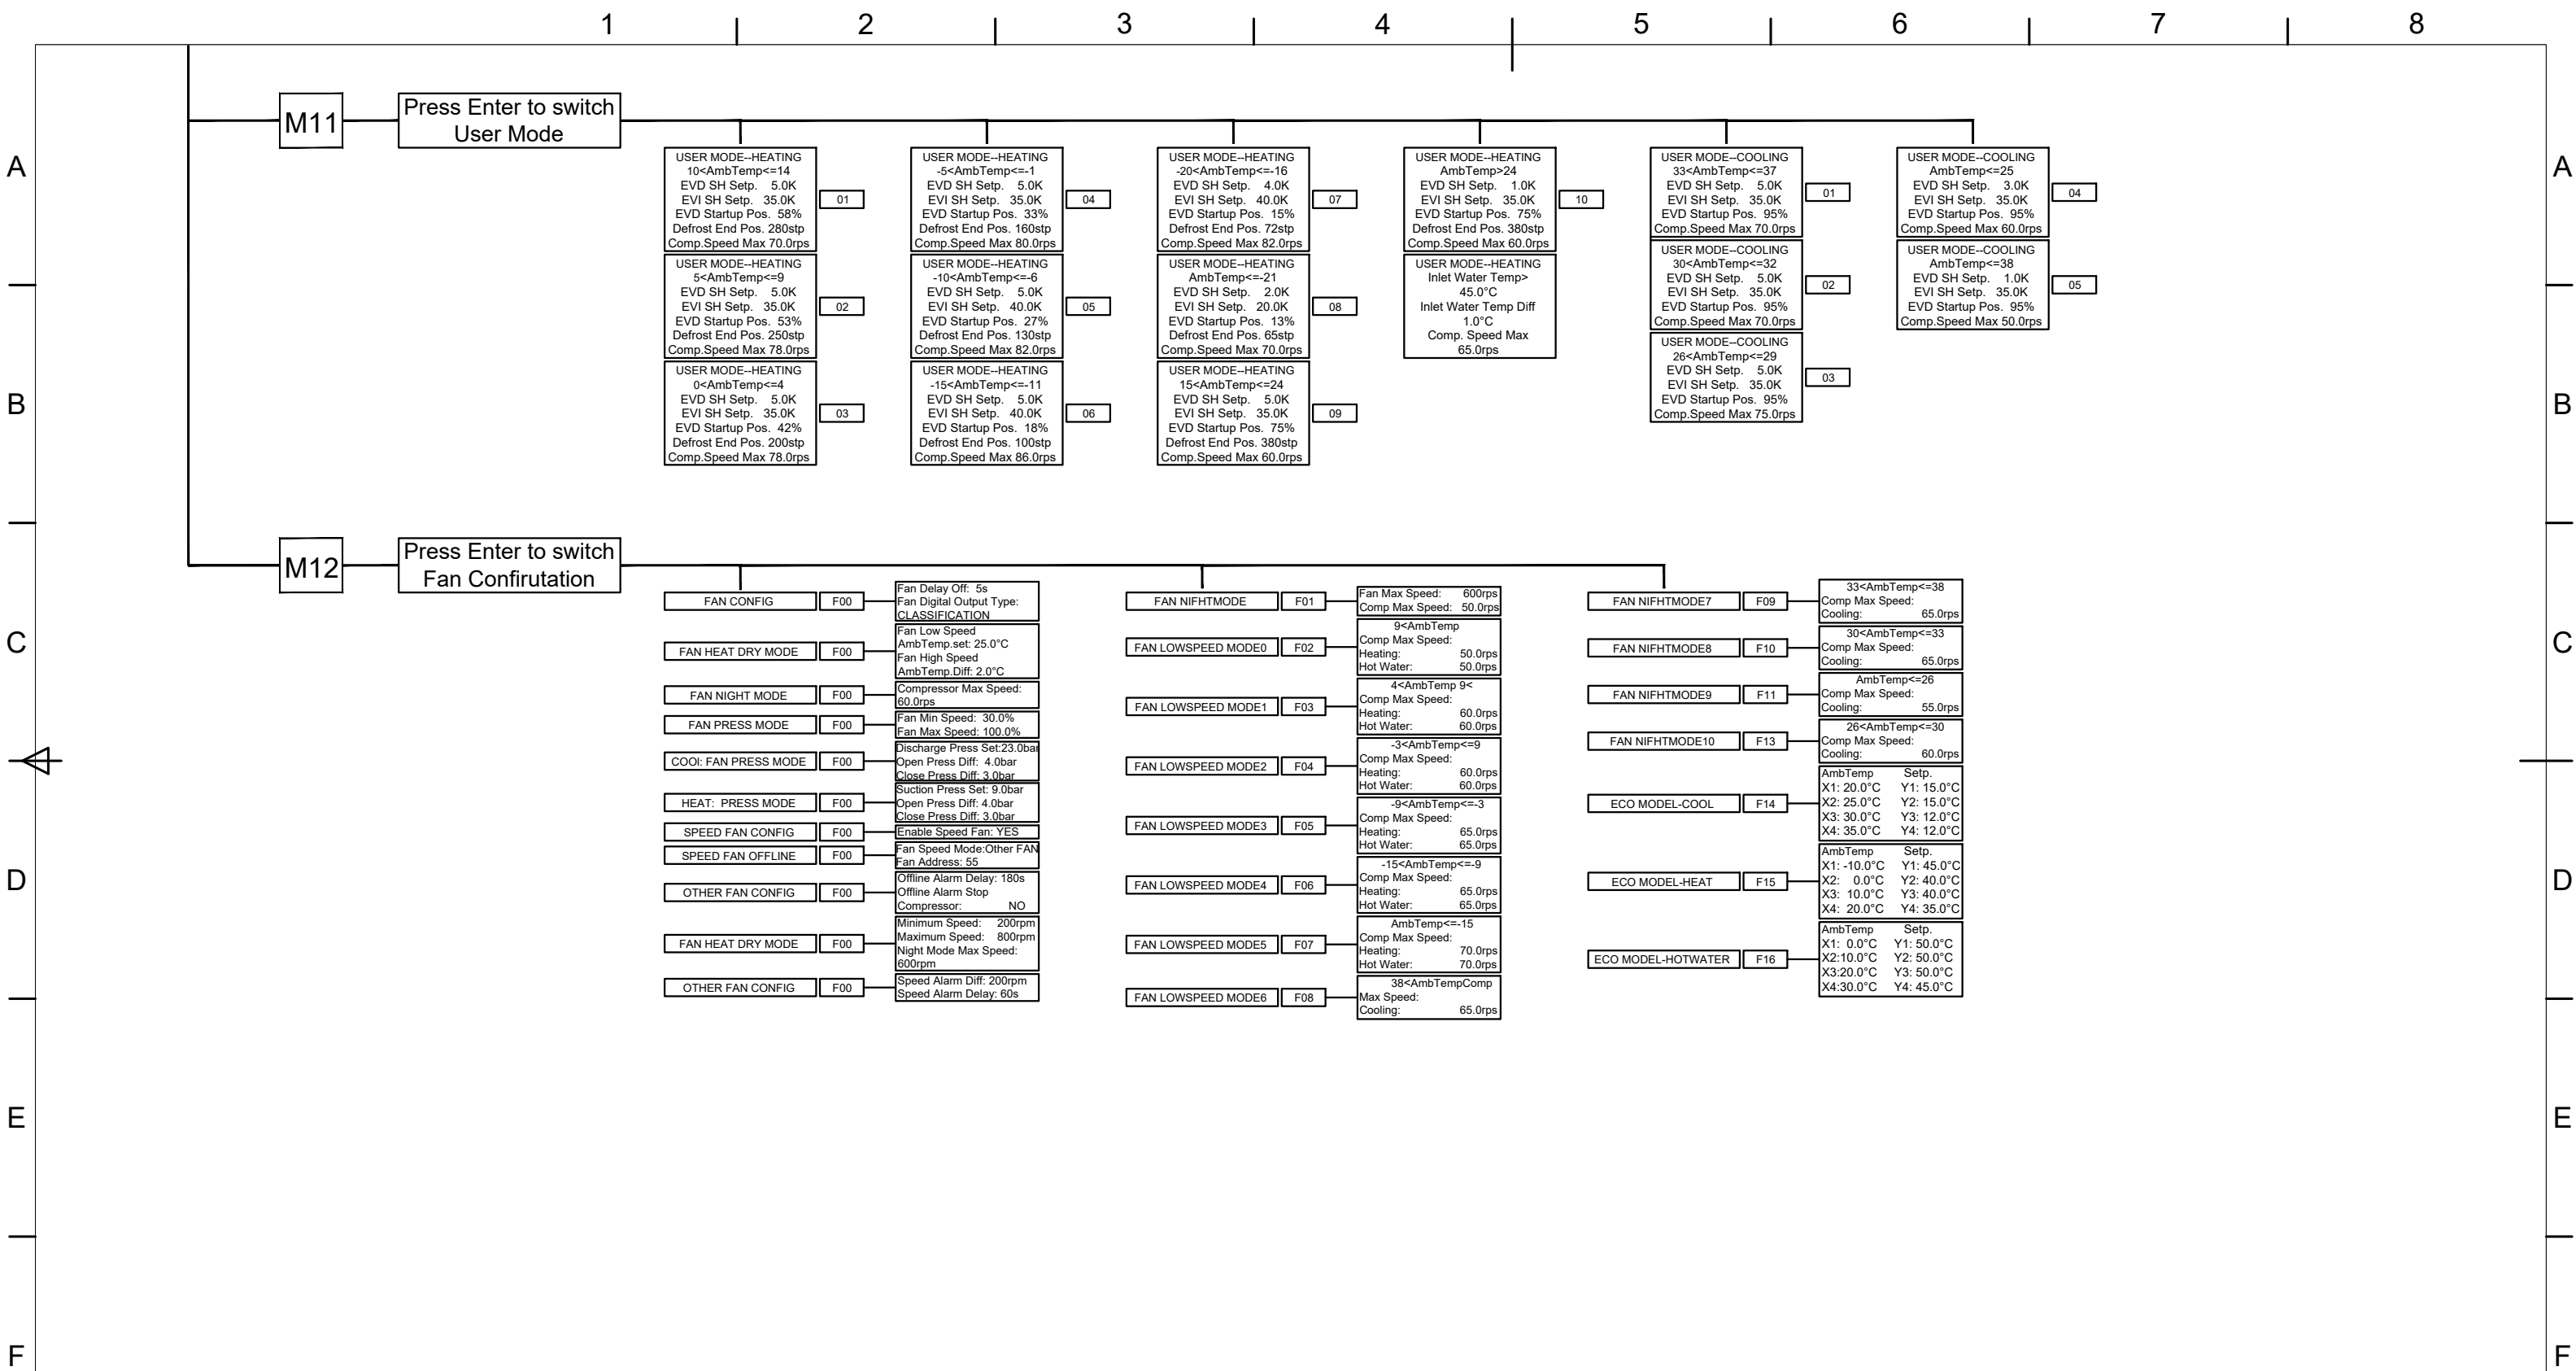 1 2 3 4 5 6 7 8
A A
B B
C C
D D
E E
F F
M11
Press Enter to switch
User Mode
USER MODE--HEATING
10<AmbTemp<=14
EVD SH Setp. 5.0K
EVI SH Setp. 35.0K
EVD Startup Pos. 58%
Defrost End Pos. 280stp
Comp.Speed Max 70.0rps
01
USER MODE--HEATING
5<AmbTemp<=9
EVD SH Setp. 5.0K
EVI SH Setp. 35.0K
EVD Startup Pos. 53%
Defrost End Pos. 250stp
Comp.Speed Max 78.0rps
02
USER MODE--HEATING
0<AmbTemp<=4
EVD SH Setp. 5.0K
EVI SH Setp. 35.0K
EVD Startup Pos. 42%
Defrost End Pos. 200stp
Comp.Speed Max 78.0rps
03
USER MODE--HEATING
-5<AmbTemp<=-1
EVD SH Setp. 5.0K
EVI SH Setp. 35.0K
EVD Startup Pos. 33%
Defrost End Pos. 160stp
Comp.Speed Max 80.0rps
04
USER MODE--HEATING
-10<AmbTemp<=-6
EVD SH Setp. 5.0K
EVI SH Setp. 40.0K
EVD Startup Pos. 27%
Defrost End Pos. 130stp
Comp.Speed Max 82.0rps
05
USER MODE--HEATING
-15<AmbTemp<=-11
EVD SH Setp. 5.0K
EVI SH Setp. 40.0K
EVD Startup Pos. 18%
Defrost End Pos. 100stp
Comp.Speed Max 86.0rps
06
USER MODE--HEATING
-20<AmbTemp<=-16
EVD SH Setp. 4.0K
EVI SH Setp. 40.0K
EVD Startup Pos. 15%
Defrost End Pos. 72stp
Comp.Speed Max 82.0rps
07
USER MODE--HEATING
AmbTemp<=-21
EVD SH Setp. 2.0K
EVI SH Setp. 20.0K
EVD Startup Pos. 13%
Defrost End Pos. 65stp
Comp.Speed Max 70.0rps
08
USER MODE--HEATING
15<AmbTemp<=24
EVD SH Setp. 5.0K
EVI SH Setp. 35.0K
EVD Startup Pos. 75%
Defrost End Pos. 380stp
Comp.Speed Max 60.0rps
09
USER MODE--HEATING
AmbTemp>24
EVD SH Setp. 1.0K
EVI SH Setp. 35.0K
EVD Startup Pos. 75%
Defrost End Pos. 380stp
Comp.Speed Max 60.0rps
10
USER MODE--HEATING
Inlet Water Temp>
45.0°C
Inlet Water Temp Diff
1.0°C
Comp. Speed Max
65.0rps
USER MODE--COOLING
33<AmbTemp<=37
EVD SH Setp. 5.0K
EVI SH Setp. 35.0K
EVD Startup Pos. 95%
Comp.Speed Max 70.0rps
01
USER MODE--COOLING
30<AmbTemp<=32
EVD SH Setp. 5.0K
EVI SH Setp. 35.0K
EVD Startup Pos. 95%
Comp.Speed Max 70.0rps
02
USER MODE--COOLING
26<AmbTemp<=29
EVD SH Setp. 5.0K
EVI SH Setp. 35.0K
EVD Startup Pos. 95%
Comp.Speed Max 75.0rps
03
USER MODE--COOLING
AmbTemp<=25
EVD SH Setp. 3.0K
EVI SH Setp. 35.0K
EVD Startup Pos. 95%
Comp.Speed Max 60.0rps
04
USER MODE--COOLING
AmbTemp<=38
EVD SH Setp. 1.0K
EVI SH Setp. 35.0K
EVD Startup Pos. 95%
Comp.Speed Max 50.0rps
05
M12
Press Enter to switch
Fan Confirutation
FAN CONFIG F00
Fan Delay Off: 5s
Fan Digital Output Type:
CLASSIFICATION
FAN HEAT DRY MODE F00
Fan Low Speed
AmbTemp.set: 25.0°C
Fan High Speed
AmbTemp.Diff: 2.0°C
FAN NIGHT MODE F00
Compressor Max Speed:
60.0rps
FAN PRESS MODE F00
Fan Min Speed: 30.0%
Fan Max Speed: 100.0%
COOl: FAN PRESS MODE F00
Discharge Press Set:23.0bar
Open Press Diff: 4.0bar
Close Press Diff: 3.0bar
HEAT: PRESS MODE F00
Suction Press Set: 9.0bar
Open Press Diff: 4.0bar
Close Press Diff: 3.0bar
SPEED FAN CONFIG F00
Enable Speed Fan: YES
SPEED FAN OFFLINE F00
Fan Speed Mode:Other FAN
Fan Address: 55
OTHER FAN CONFIG F00
Offline Alarm Delay: 180s
Offline Alarm Stop
Compressor: NO
FAN HEAT DRY MODE F00
Minimum Speed: 200rpm
Maximum Speed: 800rpm
Night Mode Max Speed:
600rpm
OTHER FAN CONFIG F00
Speed Alarm Diff: 200rpm
Speed Alarm Delay: 60s
FAN NIFHTMODE F01
Fan Max Speed: 600rps
Comp Max Speed: 50.0rps
FAN LOWSPEED MODE0 F02
9<AmbTemp
Comp Max Speed:
Heating: 50.0rps
Hot Water: 50.0rps
FAN LOWSPEED MODE1 F03
4<AmbTemp 9<
Comp Max Speed:
Heating: 60.0rps
Hot Water: 60.0rps
FAN LOWSPEED MODE2 F04
-3<AmbTemp<=9
Comp Max Speed:
Heating: 60.0rps
Hot Water: 60.0rps
FAN LOWSPEED MODE3 F05
-9<AmbTemp<=-3
Comp Max Speed:
Heating: 65.0rps
Hot Water: 65.0rps
FAN LOWSPEED MODE4 F06
-15<AmbTemp<=-9
Comp Max Speed:
Heating: 65.0rps
Hot Water: 65.0rps
FAN LOWSPEED MODE5 F07
AmbTemp<=-15
Comp Max Speed:
Heating: 70.0rps
Hot Water: 70.0rps
FAN LOWSPEED MODE6 F08
38<AmbTempComp
Max Speed:
Cooling: 65.0rps
FAN NIFHTMODE7 F09
33<AmbTemp<=38
Comp Max Speed:
Cooling: 65.0rps
FAN NIFHTMODE8 F10
30<AmbTemp<=33
Comp Max Speed:
Cooling: 65.0rps
FAN NIFHTMODE9 F11
AmbTemp<=26
Comp Max Speed:
Cooling: 55.0rps
FAN NIFHTMODE10 F13
26<AmbTemp<=30
Comp Max Speed:
Cooling: 60.0rps
ECO MODEL-COOL F14
AmbTemp Setp.
X1: 20.0°C Y1: 15.0°C
X2: 25.0°C Y2: 15.0°C
X3: 30.0°C Y3: 12.0°C
X4: 35.0°C Y4: 12.0°C
ECO MODEL-HEAT F15
AmbTemp Setp.
X1: -10.0°C Y1: 45.0°C
X2: 0.0°C Y2: 40.0°C
X3: 10.0°C Y3: 40.0°C
X4: 20.0°C Y4: 35.0°C
ECO MODEL-HOTWATER F16
AmbTemp Setp.
X1: 0.0°C Y1: 50.0°C
X2:10.0°C Y2: 50.0°C
X3:20.0°C Y3: 50.0°C
X4:30.0°C Y4: 45.0°C